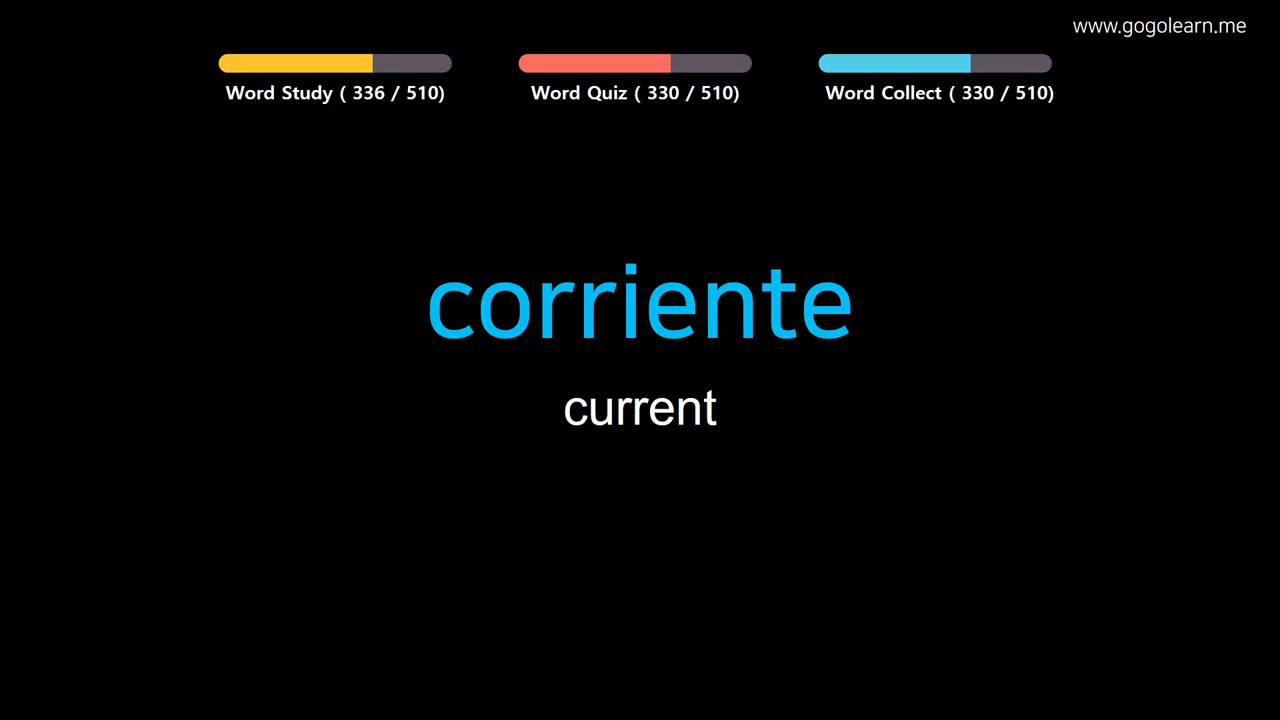 www.gogolearn.me
Word Study ( 336 / 510)
Word Quiz ( 330 / 510)
Word Collect ( 330 / 510)
corriente
current